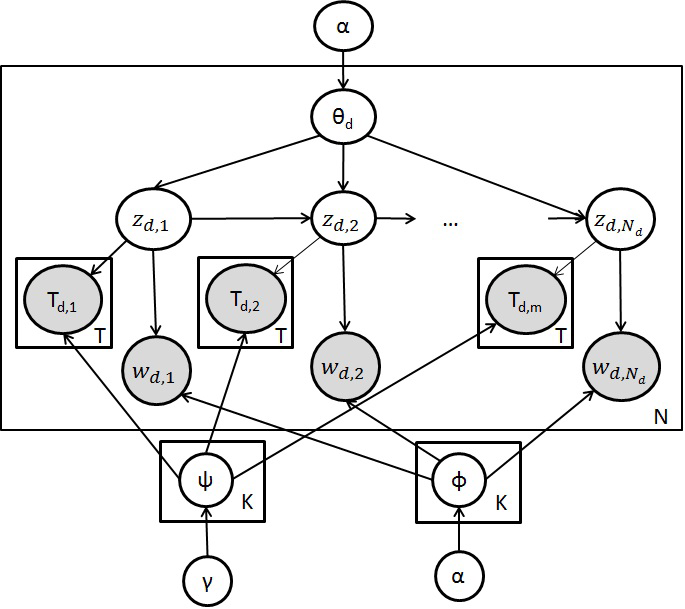 α
θd
zd,1
zd,2
...
zd,Nd
Td,1
T
Td,2
T
Td,m
T
wd,1
wd,2
wd,Nd
N
ψ
K
ϕ
K
γ
α